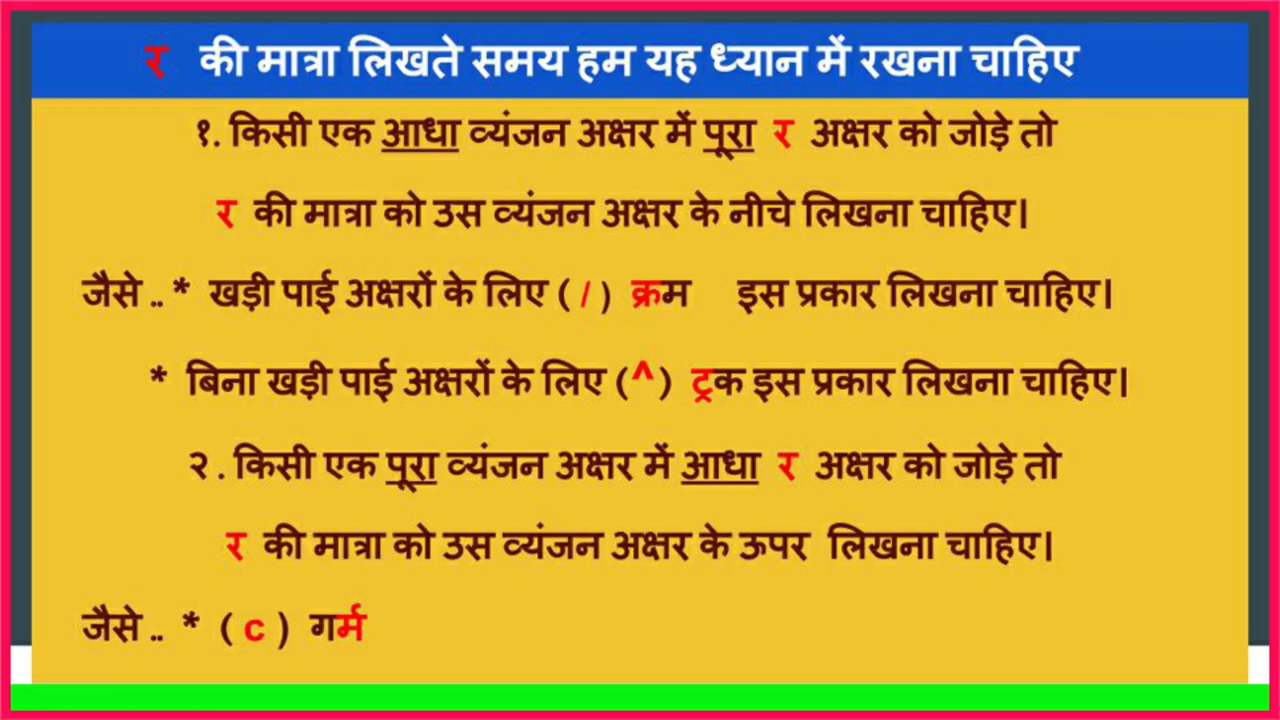 र की मात्रा लिखते समय हम यह ध्यान में रखना चाहिए
१. किसी एक आधा व्यंजन अक्षर में पूरा र अक्षर को जोड़े तो
र की मात्रा को उस व्यंजन अक्षर के नीचे लिखना चाहिए।
जैसे .. * खड़ी पाई अक्षरों के लिए ( / ) क्रम इस प्रकार लिखना चाहिए।
* बिना खड़ी पाई अक्षरों के लिए (^) ट्रक इस प्रकार लिखना चाहिए।
२ . किसी एक पूरा व्यंजन अक्षर में आधा र अक्षर को जोड़े तो
र की मात्रा को उस व्यंजन अक्षर के ऊपर लिखना चाहिए।
जैसे .. * ( c ) गर्म